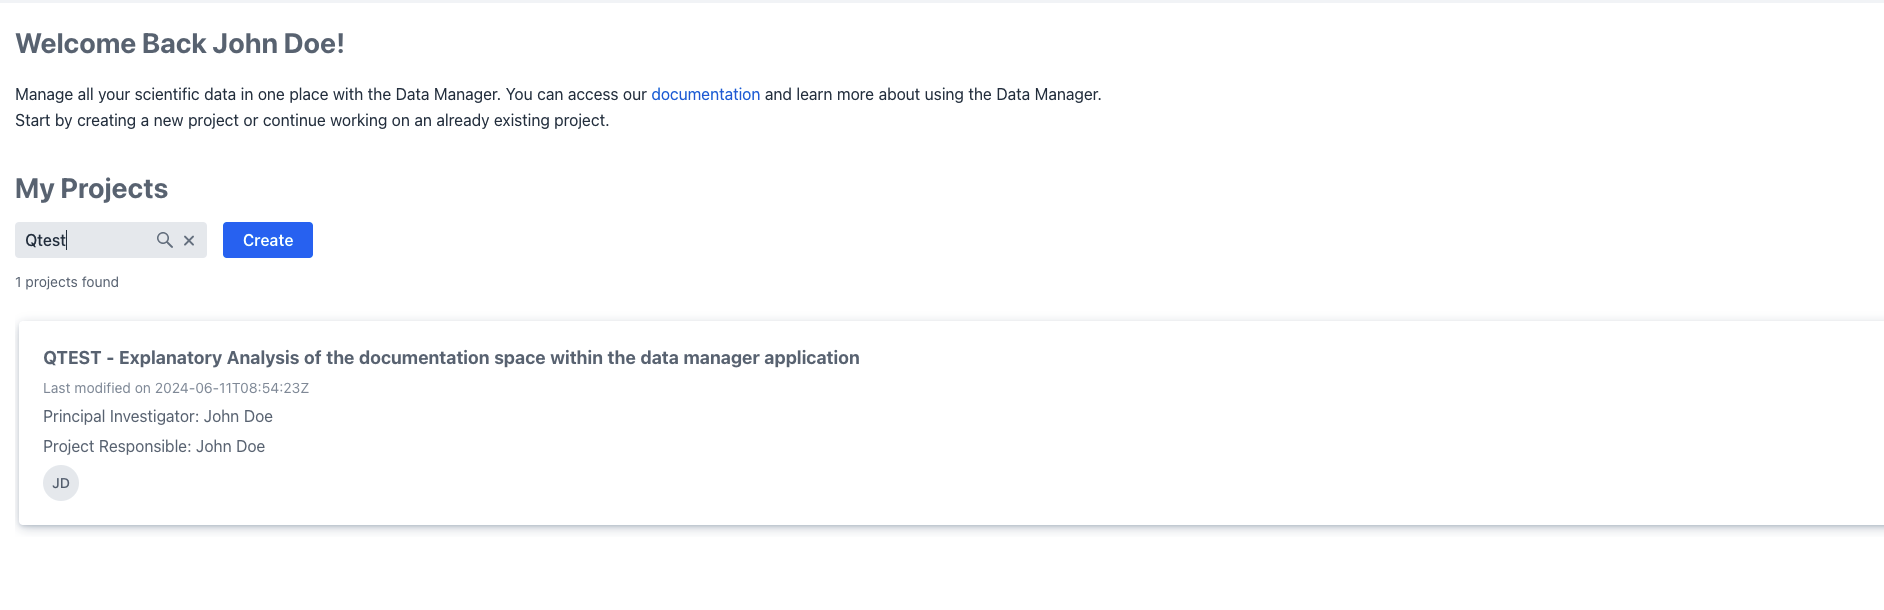 Welcome Back John Doe!
Manage all your scientific data in one place with the Data Manager. You can access our documentation and learn more about using the Data Manager.
Start by creating a new project or continue working on an already existing project.
My Projects
Qtest Create
1 projects found
QTEST - Explanatory Analysis of the documentation space within the data manager application
Last modified on 2024-06-11T08:54:23Z
Principal Investigator: John Doe
Project Responsible: John Doe
JD